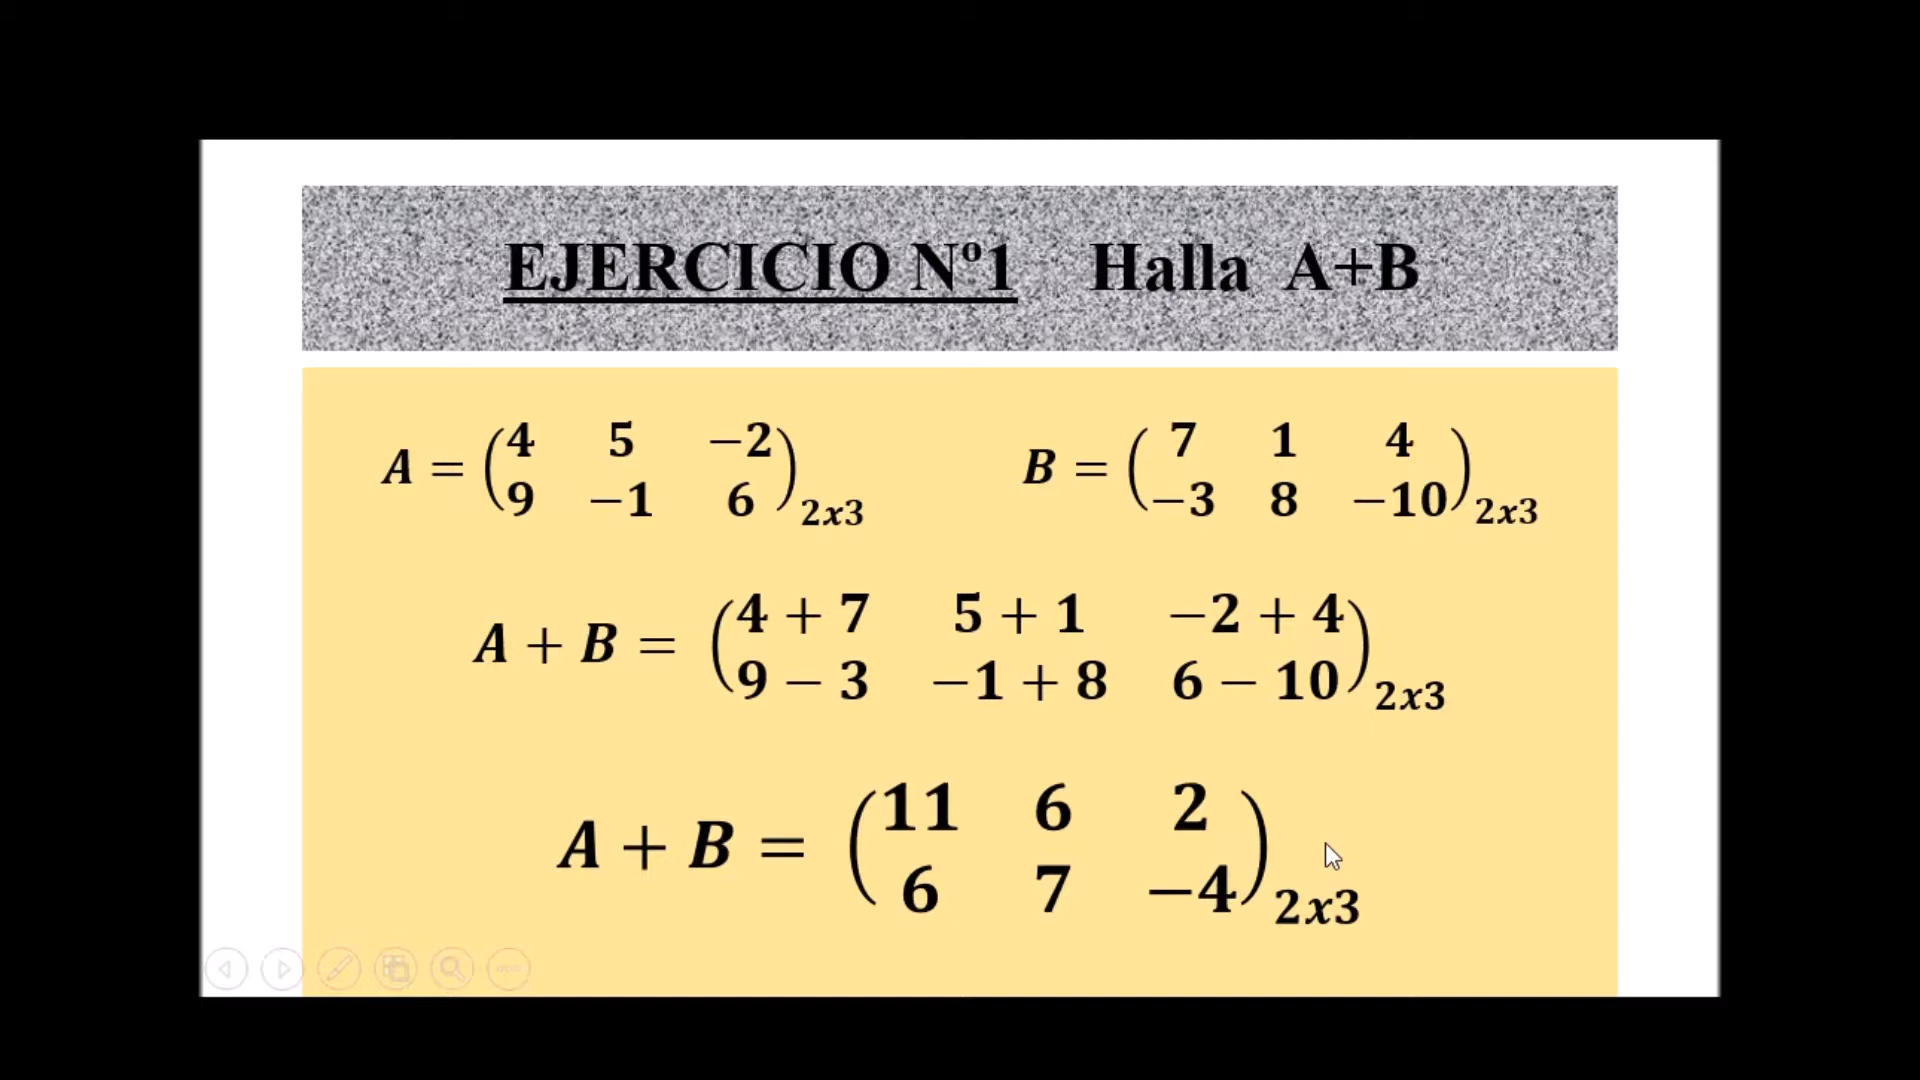 EJERCICIO Nº1 Halla A+B
A = (4 5 −2
9 −1 6)2x3
B = (7 1 4
−3 8 −10)2x3
A + B = (4 + 7 5 + 1 −2 + 4
9 − 3 −1 + 8 6 − 10)2x3
A + B = (11 6 2
6 7 −4)2x3